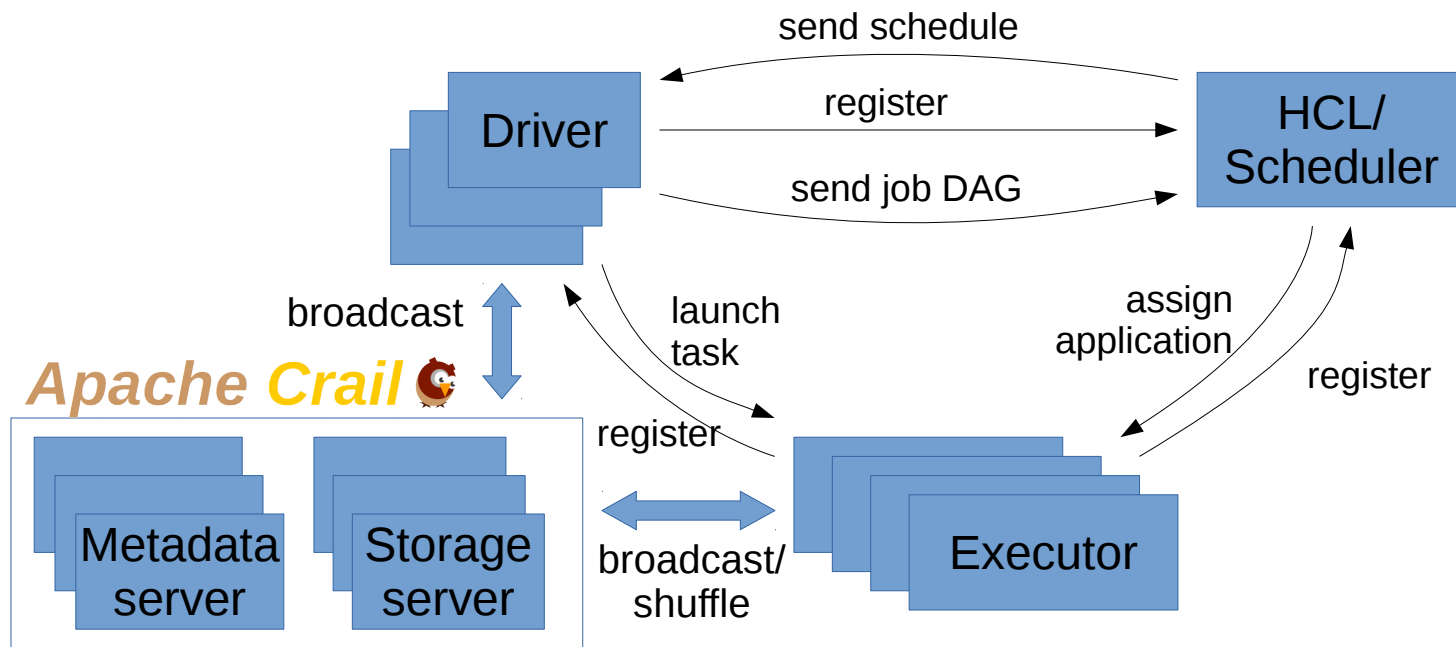 send schedule
register
send job DAG
Driver
HCL/
Scheduler
broadcast
launch
task
assign
application
register
Apache Crail
register
Metadata
server
Storage
server
broadcast/
shuffle
Executor